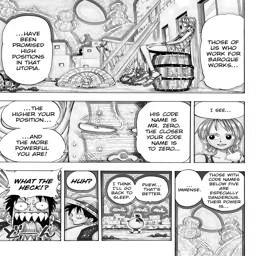 THOSE OF
US WHO
WORK FOR
BAROQUE
WORKS...
...HAVE
BEEN
PROMISED
HIGH
POSITIONS
IN THAT
UTOPIA.
I SEE...
HIS CODE
NAME IS
MR. ZERO.
THE CLOSER
YOUR CODE
NAME IS
TO ZERO...
...THE
HIGHER YOUR
POSITION...
...AND
THE MORE
POWERFUL
YOU ARE!
THOSE WITH
CODE NAMES
BELOW FIVE
ARE
ESPECIALLY
DANGEROUS.
THEIR
POWER IS...
...
IMMENSE.
PHEW...
THAT'S
BETTER.
I THINK
I'LL GO
BACK TO
SLEEP.
HUH?
WHAT THE
HECK!?